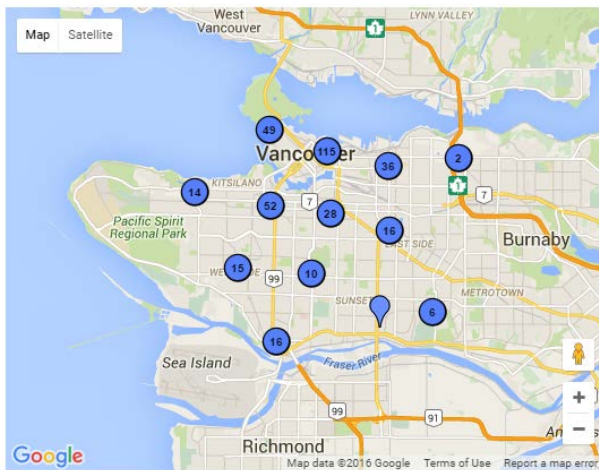 West
Vancouver
LYNN VALLEY
1
Map
Satellite
49
115
Vancouver
36
2
1
KITSILANO
14
52
7
28
7
16
EAST SIDE
Pacific Spirit
Regional Park
Burnaby
15
10
99
METROTOWN
SUNSET
6
16
Sea Island
Fraser River
99
91
Richmond
+
−
Google
Map data ©2016 Google
Terms of Use
Report a map error